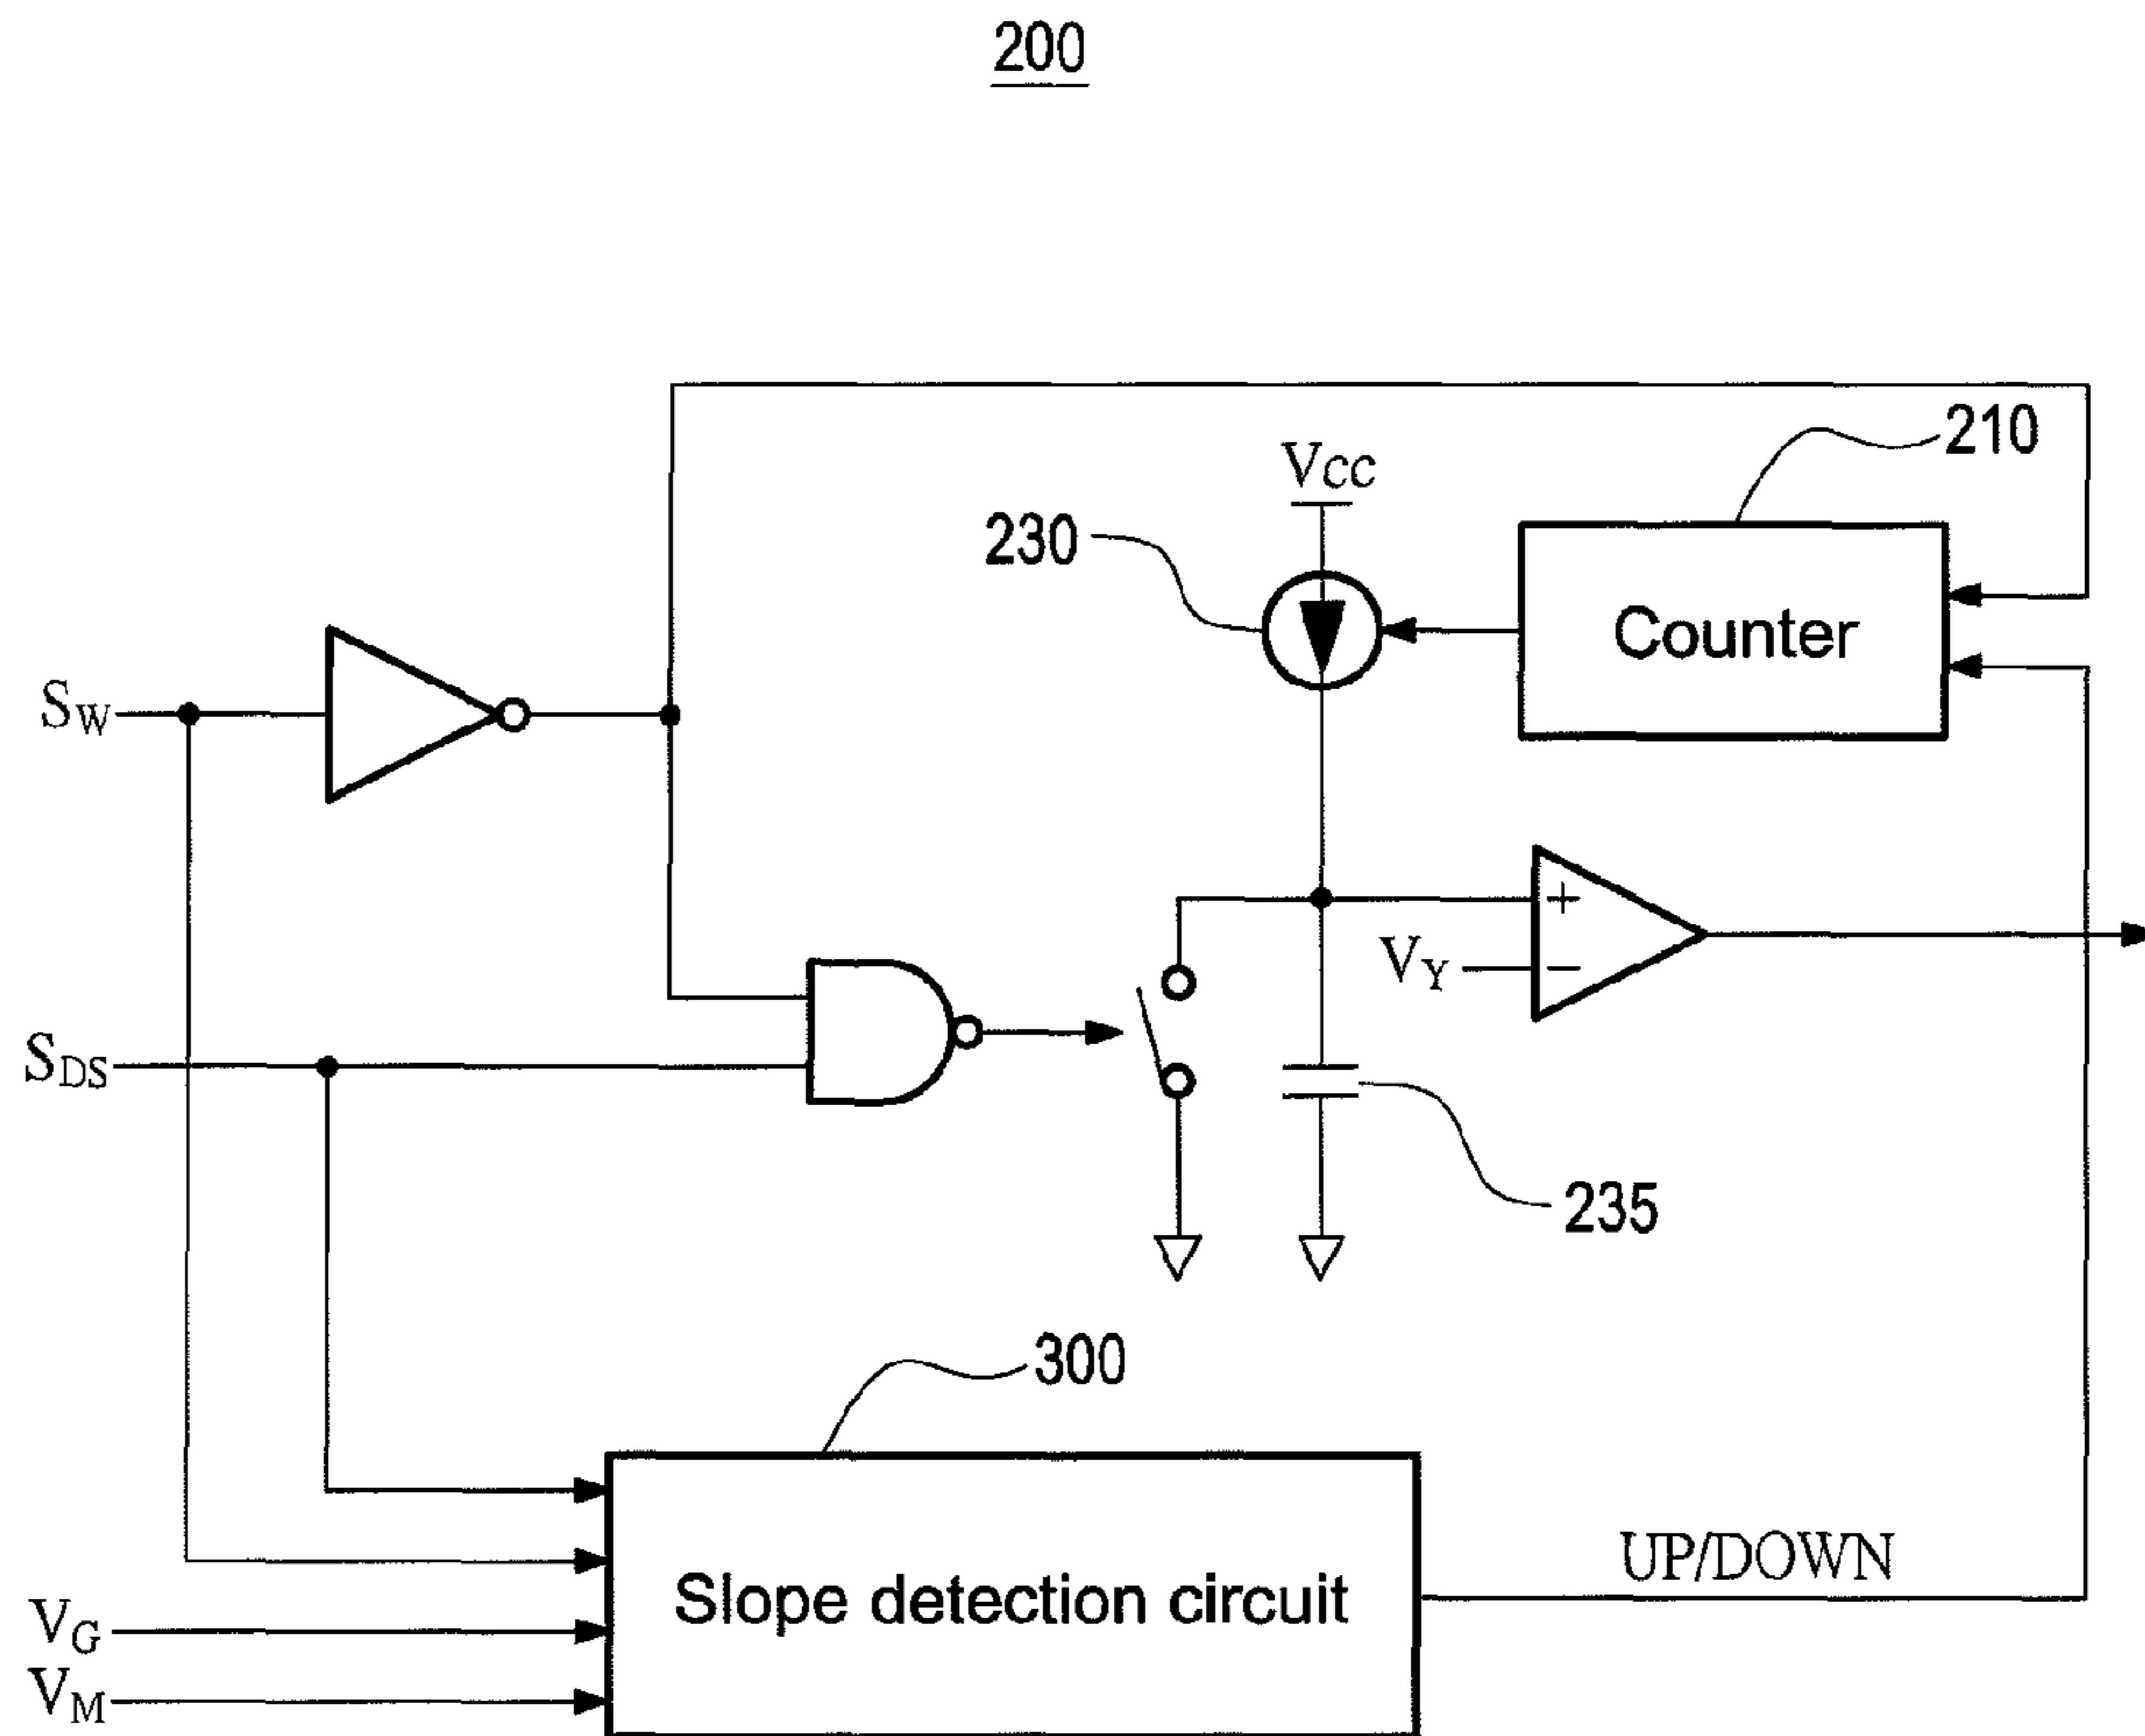 200
210
VCC
230
Counter
SW
+
VY
−
SDS
235
300
UP/DOWN
Slope detection circuit
VG
VM